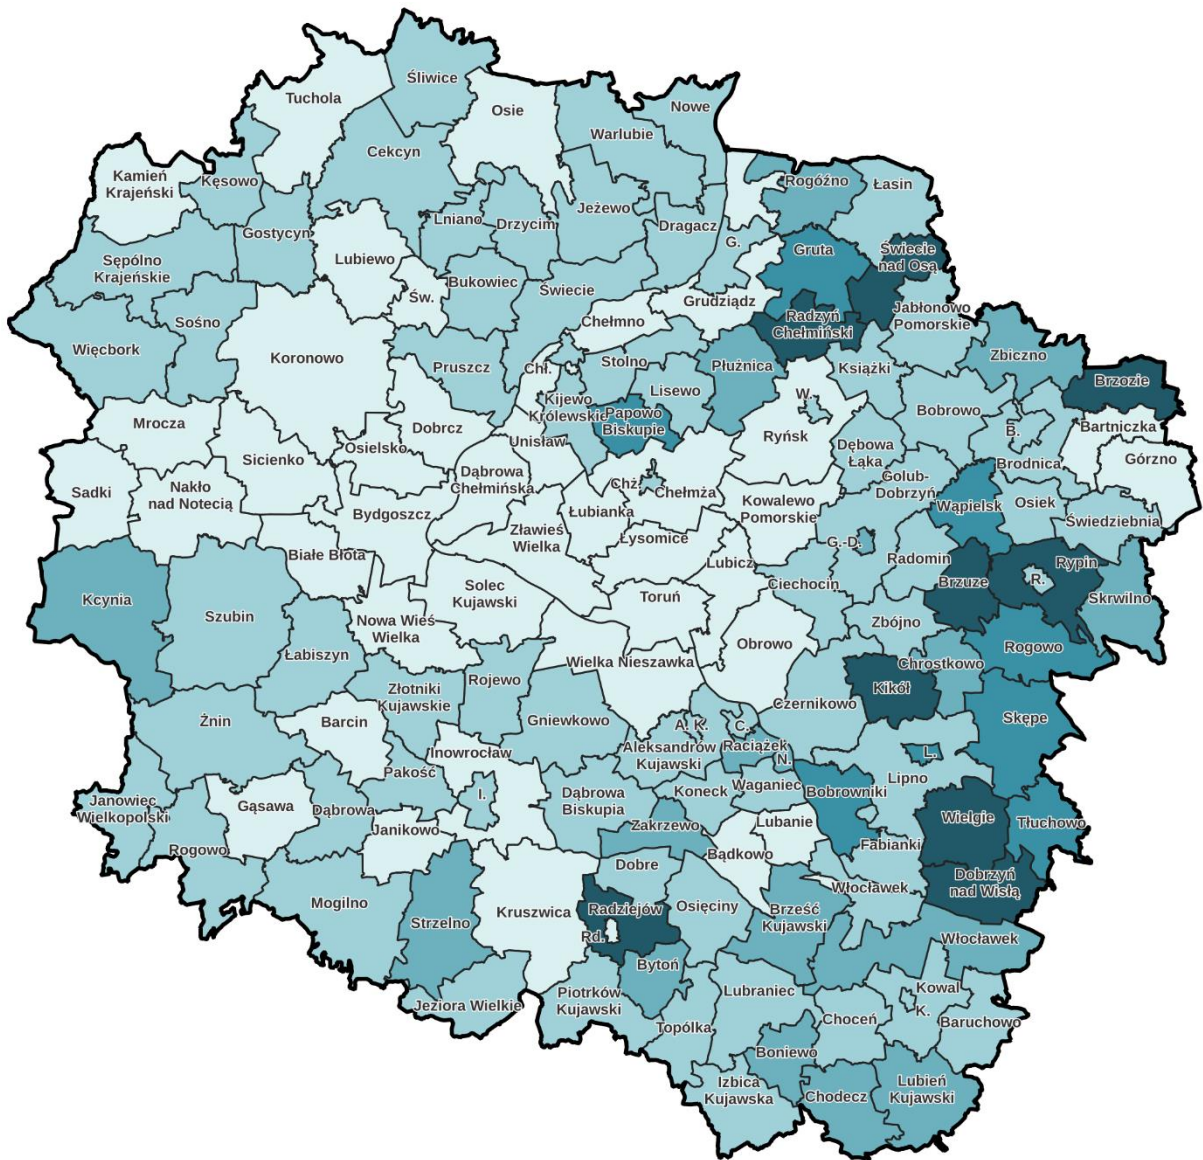 Śliwice
Tuchola
Osie
Nowe
Warlubie
Cekcyn
Kamień
Krajeński
Kęsowo
Rogóźno
Łasin
Jeżewo
Lniano
Drzycim
Dragacz
Gostycyn
G.
Gruta
Świecie
nad Osą
Sępólno
Krajeńskie
Lubiewo
Bukowiec
Św.
Świecie
Grudziądz
Jabłonowo
Pomorskie
Sośno
Chełmno
Radzyń
Chełmiński
Więcbork
Koronowo
Zbiczno
Pruszcz
Chł.
Stolno
Płużnica
Książki
Brzozie
Lisewo
W.
Kijewo
Królewskie
Papowo
Biskupie
Bobrowo
Mrocza
Dobrcz
B.
Bartniczka
Unisław
Ryńsk
Osielsko
Dębowa
Łąka
Sicienko
Górzno
Brodnica
Golub-
Dobrzyń
Dąbrowa
Chełmińska
Sadki
Nakło
nad Notecią
Chż.
Chełmża
Kowalewo
Pomorskie
Wąpielsk
Osiek
Bydgoszcz
Łubianka
Świedziebnia
Zławieś
Wielka
Łysomice
G.-D.
Białe Błota
Radomin
Lubicz
Rypin
Solec
Kujawski
Ciechocin
Brzuze
R.
Kcynia
Toruń
Skrwilno
Szubin
Nowa Wieś
Wielka
Zbójno
Obrowo
Rogowo
Łabiszyn
Wielka Nieszawka
Chrostkowo
Złotniki
Kujawskie
Rojewo
Kikół
Żnin
Czernikowo
Barcin
Gniewkowo
A. K.
C.
Skępe
Inowrocław
Aleksandrów
Kujawski
Raciążek
L.
N.
Pakość
Lipno
Gąsawa
Janowiec
Wielkopolski
Dąbrowa
I.
Dąbrowa
Biskupia
Koneck
Waganiec
Bobrowniki
Wielgie
Tłuchowo
Janikowo
Zakrzewo
Lubanie
Rogowo
Bądkowo
Fabianki
Dobre
Dobrzyń
nad Wisłą
Włocławek
Mogilno
Osięciny
Kruszwica
Radziejów
Brześć
Kujawski
Strzelno
Rd.
Włocławek
Bytoń
Kowal
Lubraniec
Jeziora Wielkie
Piotrków
Kujawski
K.
Choceń
Baruchowo
Topólka
Boniewo
Izbica
Kujawska
Chodecz
Lubień
Kujawski